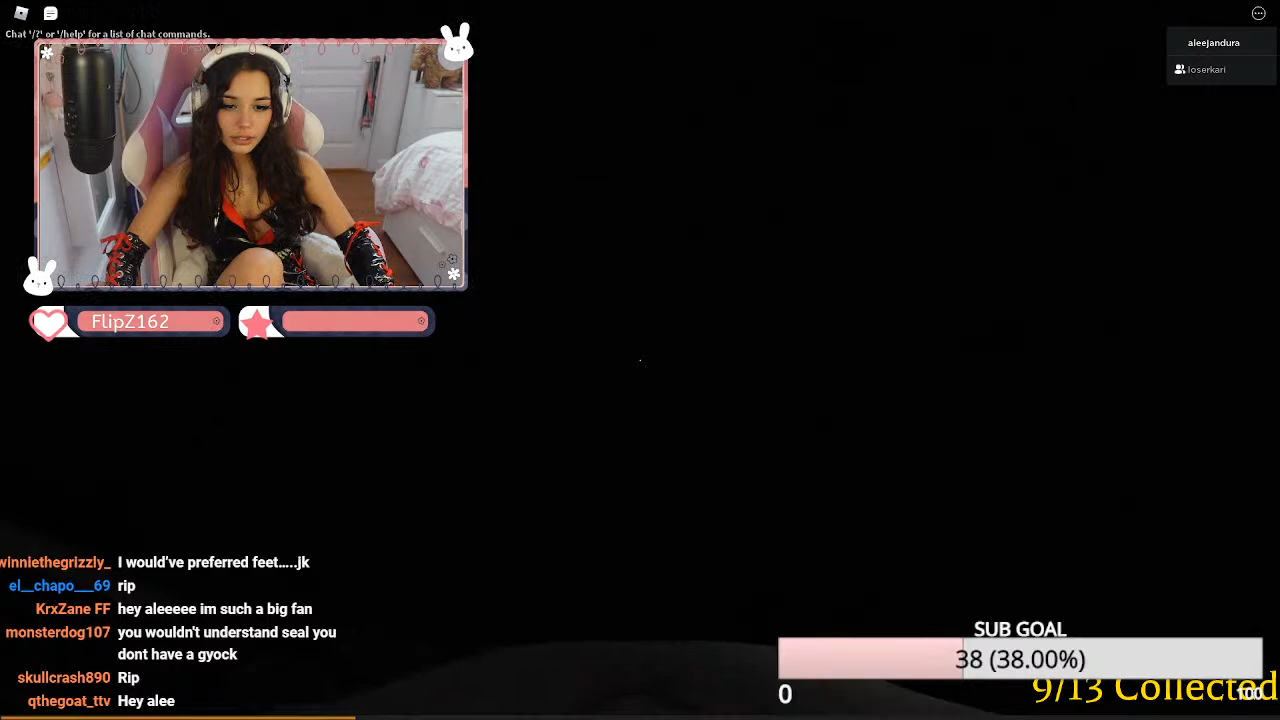 Chat '/?' or '/help' for a list of chat commands.
aleejandura
loserkari
FlipZ162
winniethegrizzly_ I would've preferred feet.....jk
el__chapo___69 rip
KrxZane FF hey aleeeee im such a big fan
monsterdog107 you wouldn't understand seal you
dont have a gyock
skullcrash890 Rip
qthegoat_ttv Hey alee
SUB GOAL
38 (38.00%)
0
100
9/13 Collected